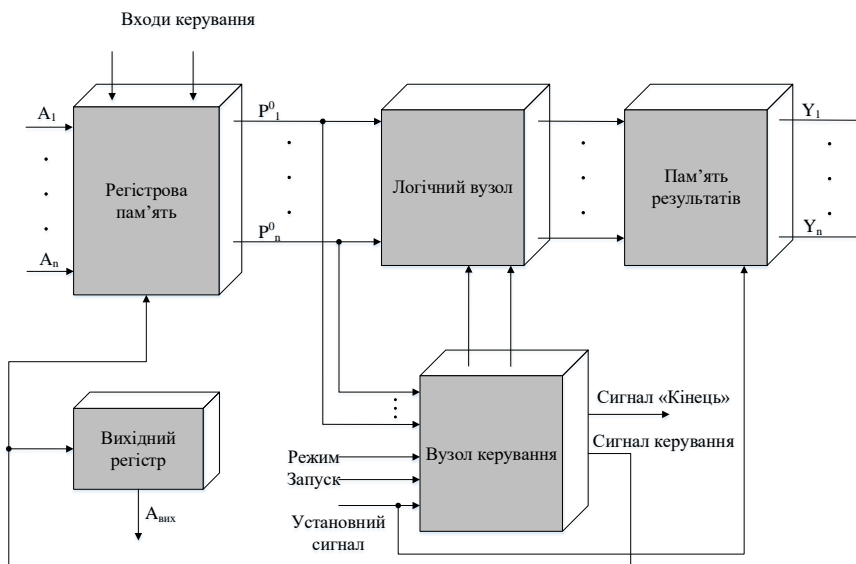 Входи керування
A1
An
Регістрова
пам’ять
P⁰1
P⁰n
Логічний вузол
Пам’ять
результатів
Y1
Yn
Вихідний
регістр
Aвих
Режим
Запуск
Установний
сигнал
Вузол керування
Сигнал «Кінець»
Сигнал керування